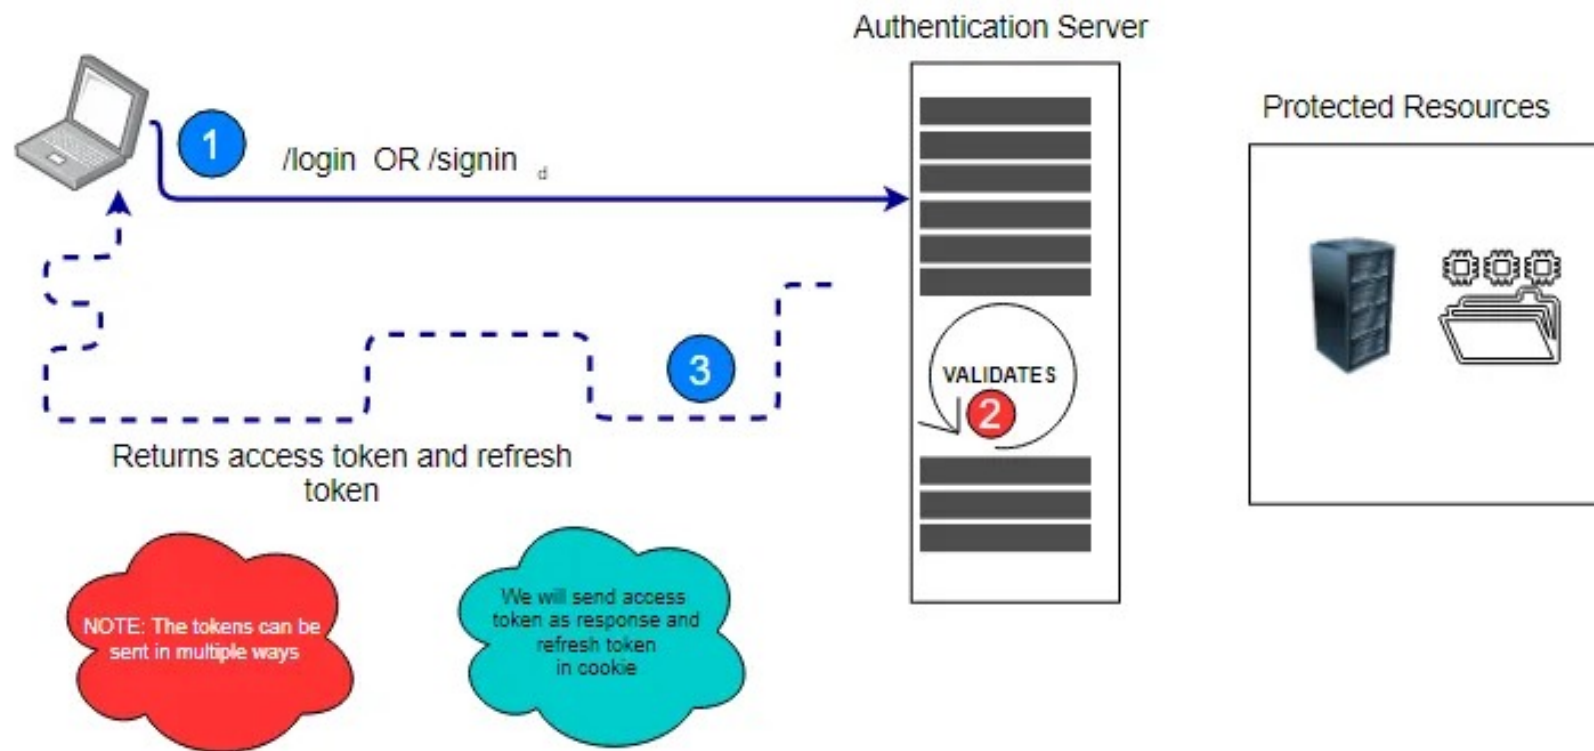 Authentication Server
Protected Resources
1
/login OR /signin
d
VALIDATES
2
3
Returns access token and refresh
token
NOTE: The tokens can be
sent in multiple ways
We will send access
token as response and
refresh token
in cookie